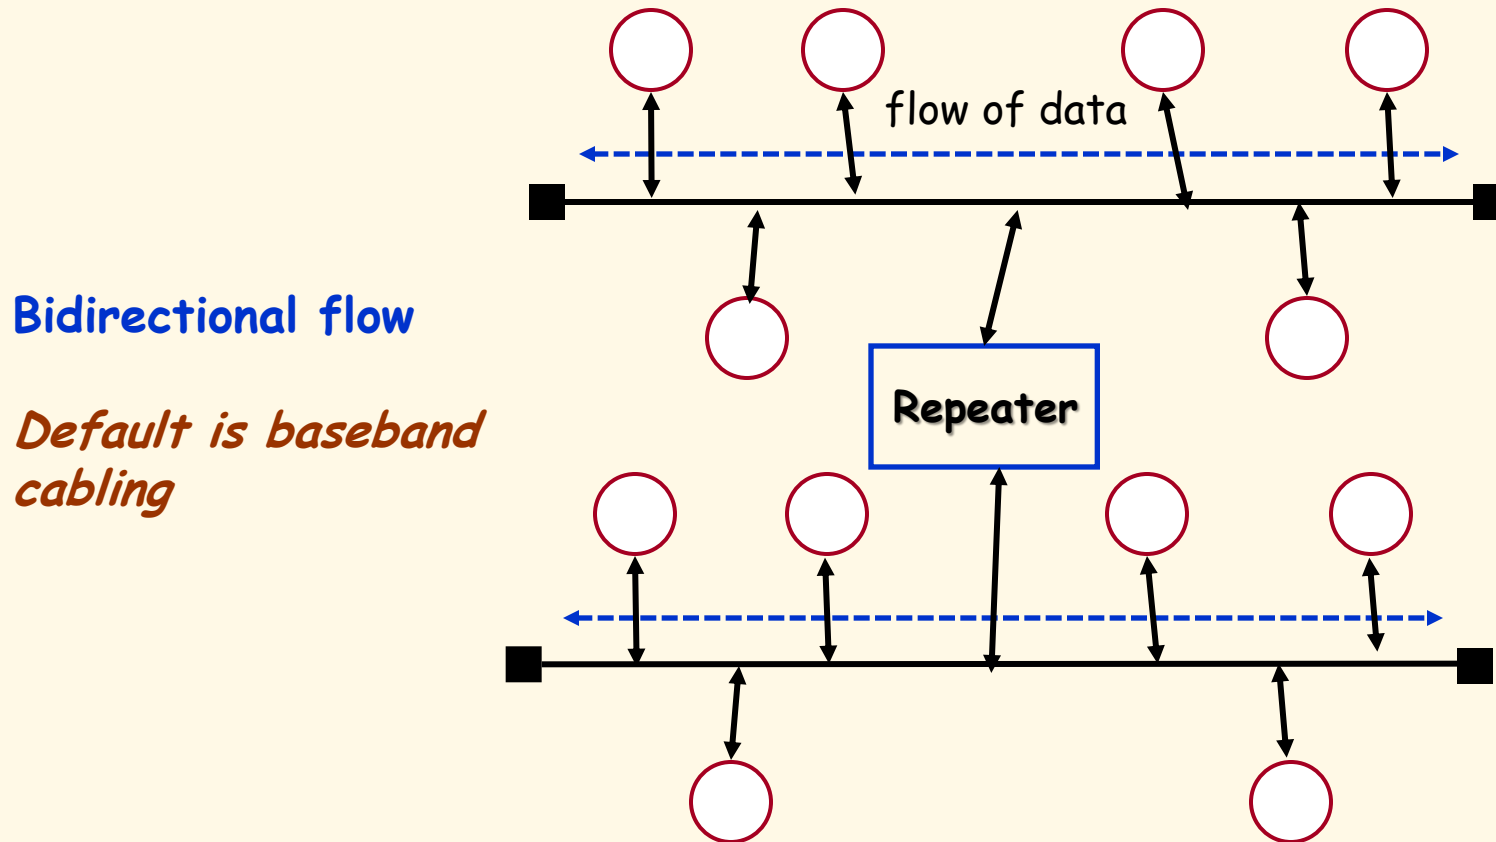 flow of data
Bidirectional flow
Repeater
Default is baseband
cabling